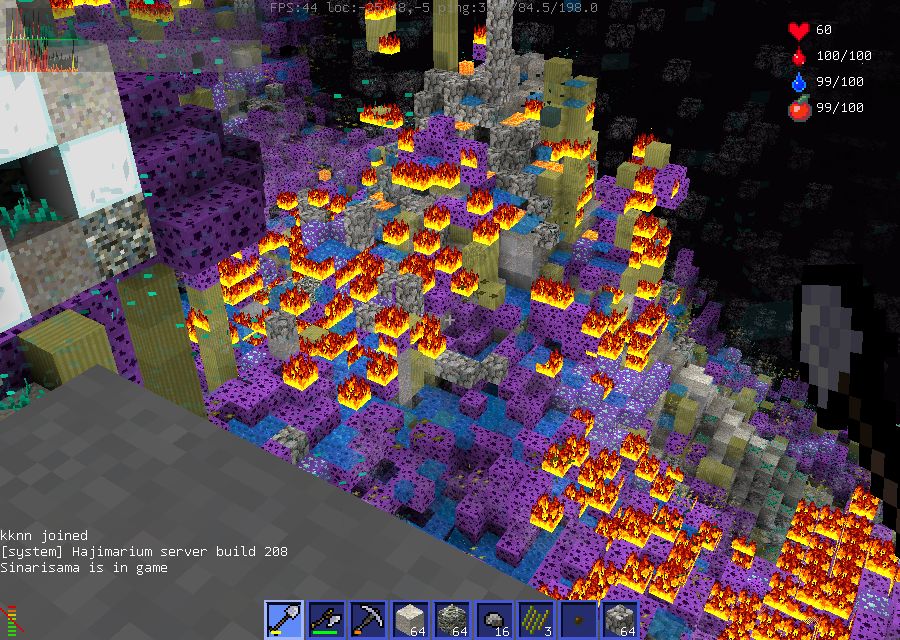 60
100/100
99/100
99/100
kknn joined
[system] Hajimarium server build 208
Sinarisama is in game
64 64 16 3 64